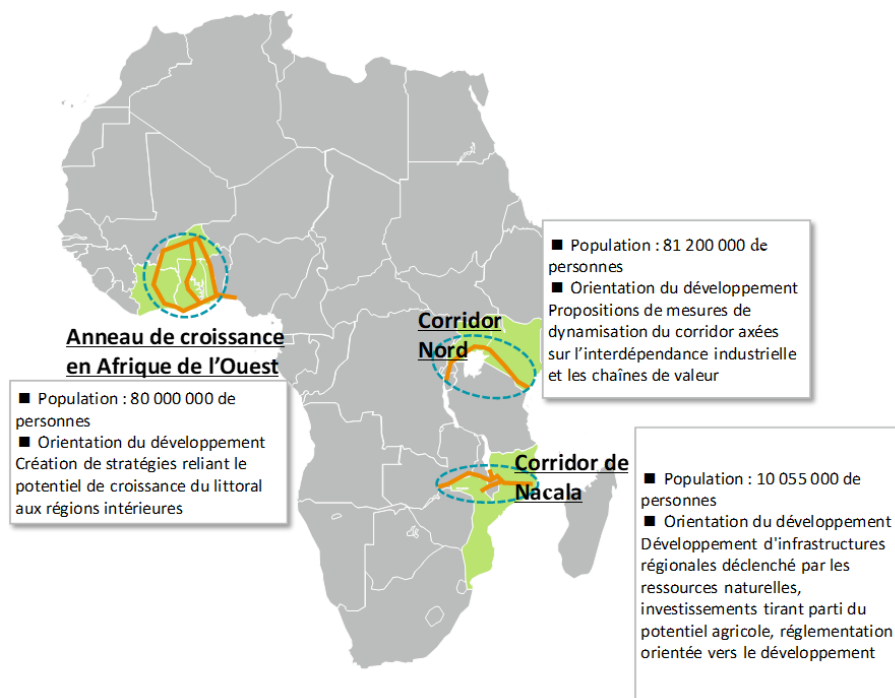 Anneau de croissance
en Afrique de l'Ouest
■ Population : 80 000 000 de
personnes
■ Orientation du développement
Création de stratégies reliant le
potentiel de croissance du littoral
aux régions intérieures
Corridor
Nord
■ Population : 81 200 000 de
personnes
■ Orientation du développement
Propositions de mesures de
dynamisation du corridor axées
sur l'interdépendance industrielle
et les chaînes de valeur
Corridor de
Nacala
■ Population : 10 055 000 de
personnes
■ Orientation du développement
Développement d'infrastructures
régionales déclenché par les
ressources naturelles,
investissements tirant parti du
potentiel agricole, réglementation
orientée vers le développement